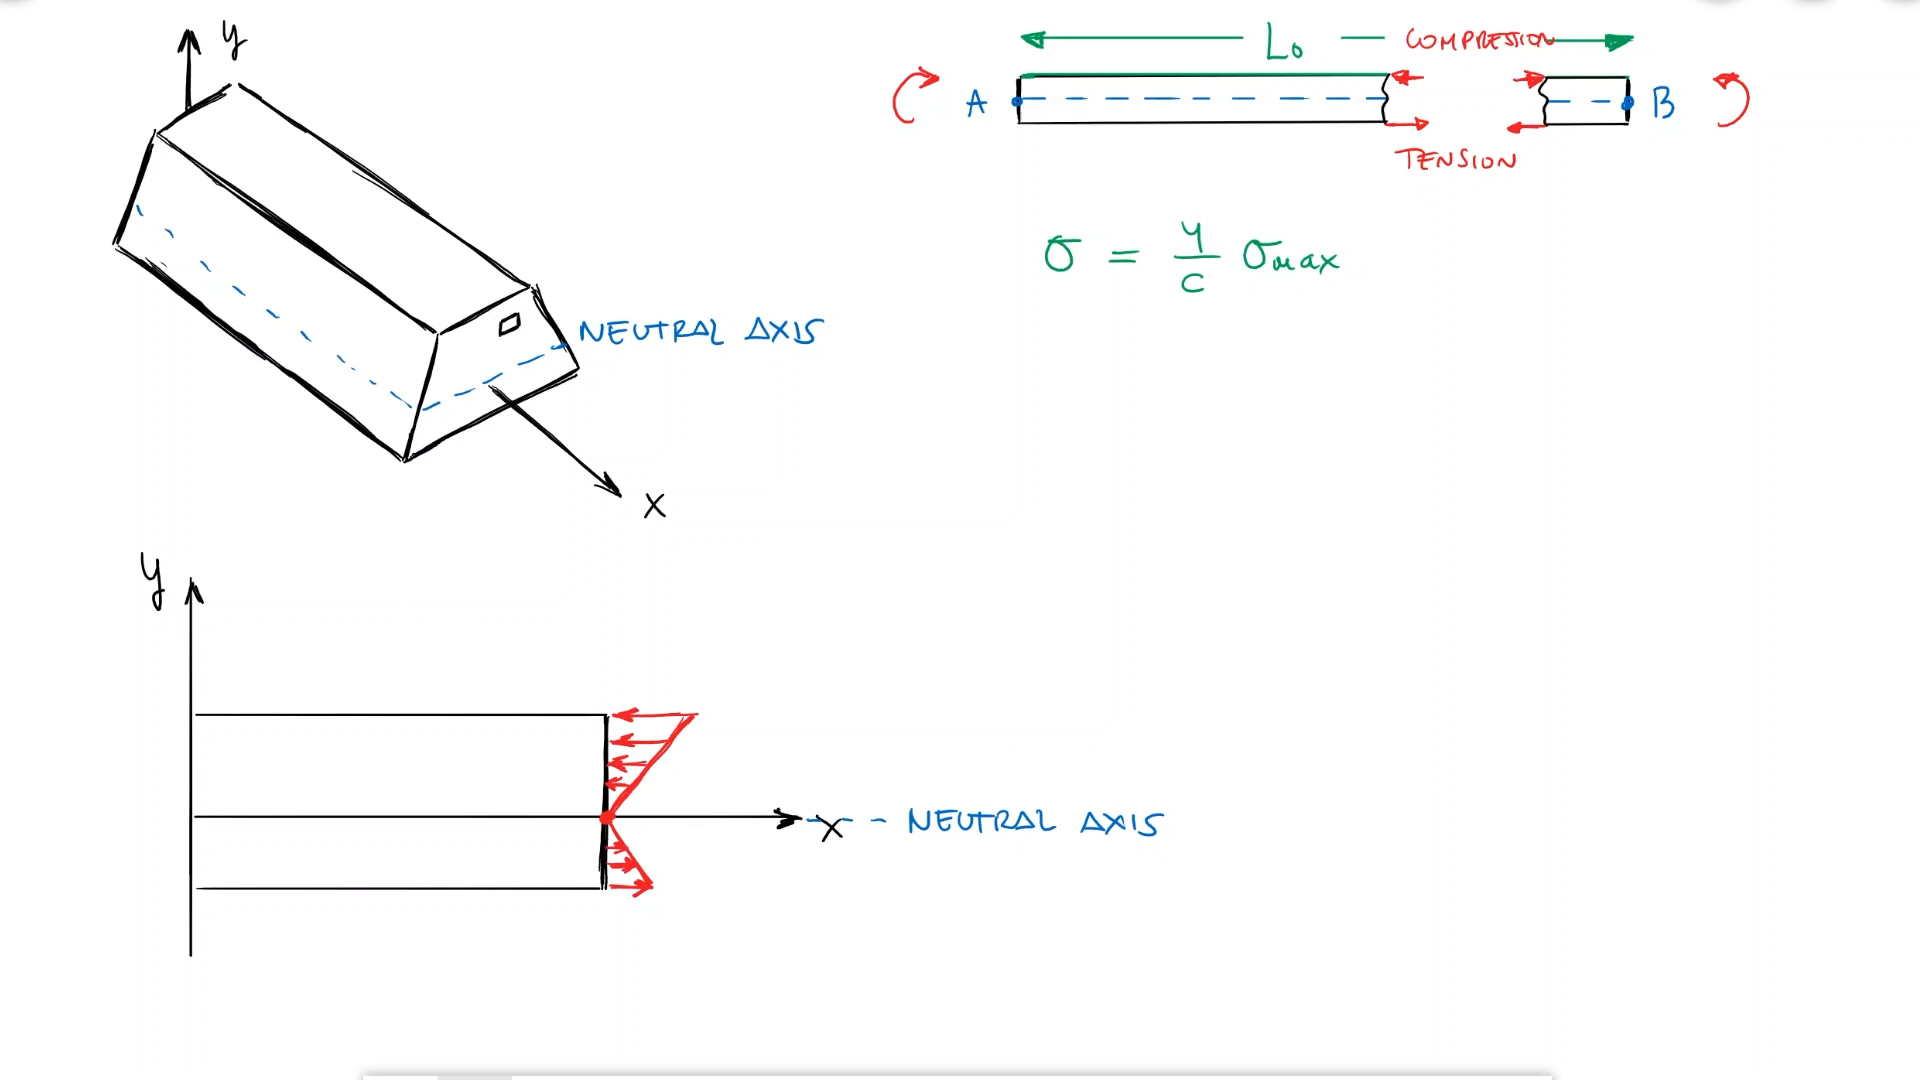 y
L₀
COMPRESSION
A
B
TENSION
σ = y/c σmax
NEUTRAL AXIS
x
y
x
NEUTRAL AXIS